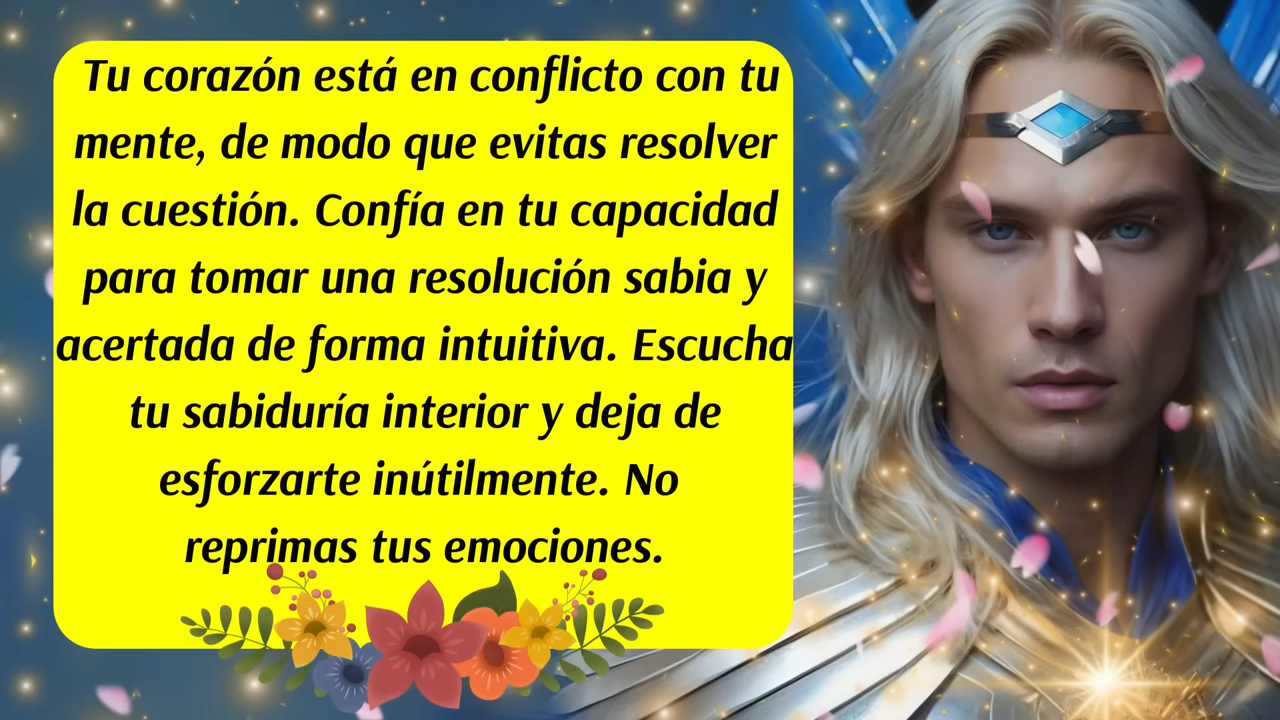 Tu corazón está en conflicto con tu
mente, de modo que evitas resolver
la cuestión. Confía en tu capacidad
para tomar una resolución sabia y
acertada de forma intuitiva. Escucha
tu sabiduría interior y deja de
esforzarte inútilmente. No
reprimas tus emociones.